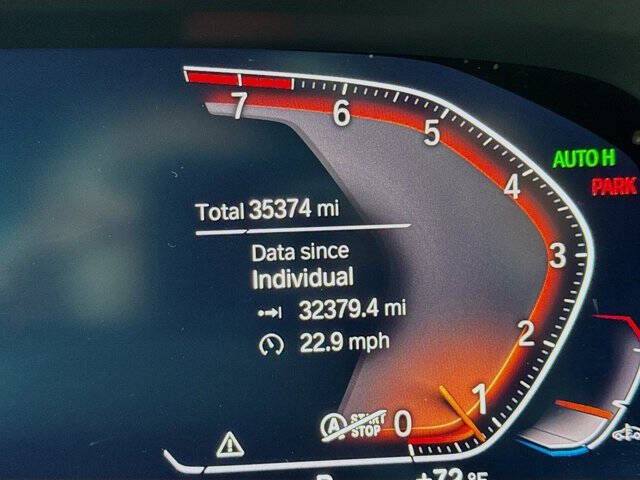 7
6
5
AUTO H
4
PARK
Total 35374 mi
3
Data since
Individual
32379.4 mi
2
22.9 mph
1
A START STOP
0
+72 °F